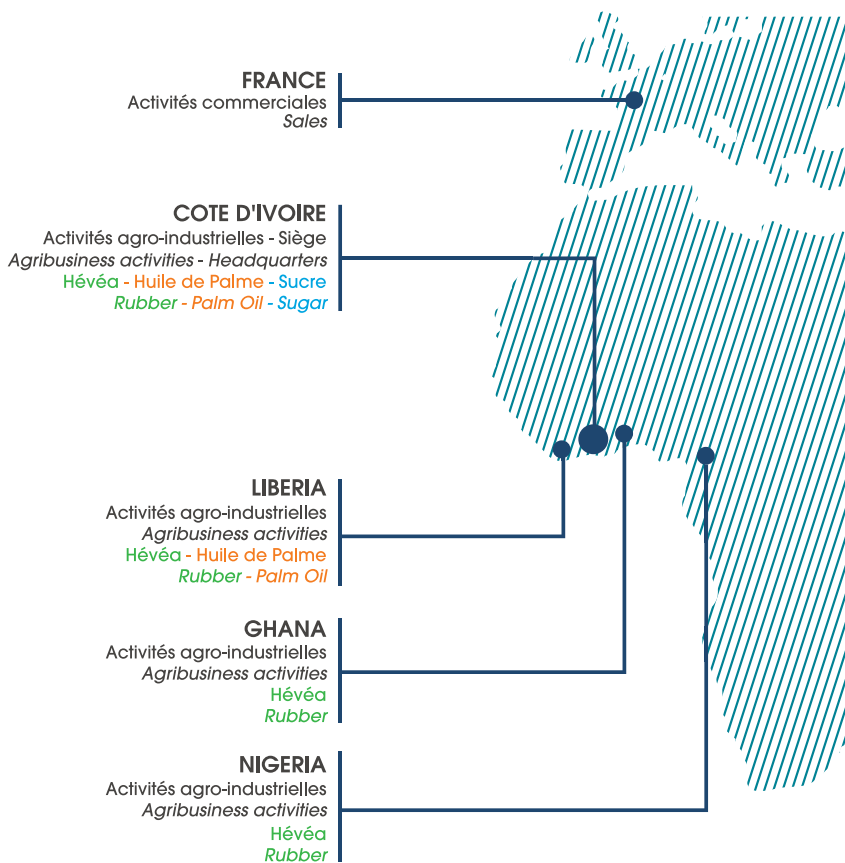 FRANCE
Activités commerciales
Sales
COTE D'IVOIRE
Activités agro-industrielles - Siège
Agribusiness activities - Headquarters
Hévéa - Huile de Palme - Sucre
Rubber - Palm Oil - Sugar
LIBERIA
Activités agro-industrielles
Agribusiness activities
Hévéa - Huile de Palme
Rubber - Palm Oil
GHANA
Activités agro-industrielles
Agribusiness activities
Hévéa
Rubber
NIGERIA
Activités agro-industrielles
Agribusiness activities
Hévéa
Rubber